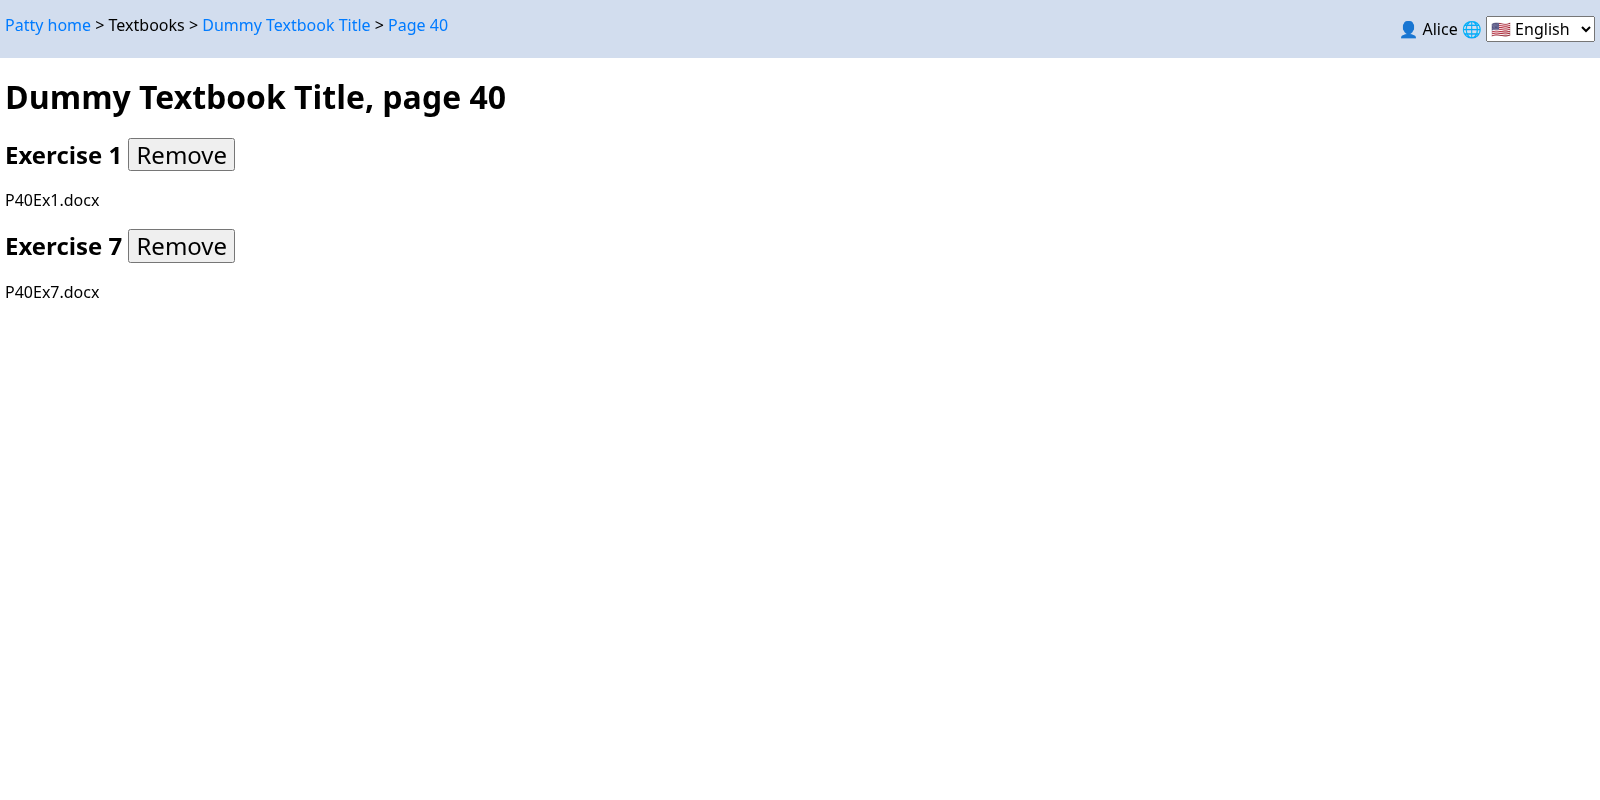 Patty home > Textbooks > Dummy Textbook Title > Page 40
👤 Alice 🌐 🇺🇸 English
Dummy Textbook Title, page 40
Exercise 1 Remove
P40Ex1.docx
Exercise 7 Remove
P40Ex7.docx